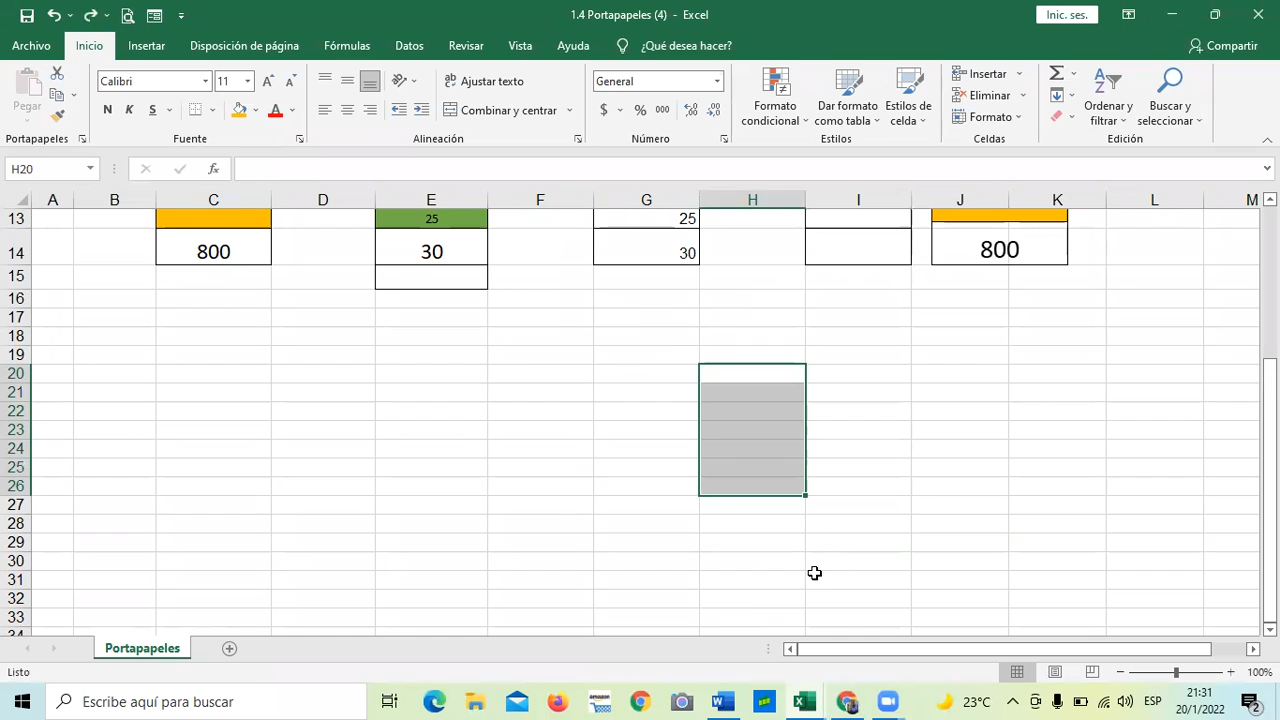 1.4 Portapapeles (4) - Excel
Inic. ses.
Archivo Inicio Insertar Disposición de página Fórmulas Datos Revisar Vista Ayuda ¿Qué desea hacer? Compartir
Pegar
Calibri 11
N K S
Ajustar texto
Combinar y centrar
General
$ % 000
Formato condicional
Dar formato como tabla
Estilos de celda
Insertar
Eliminar
Formato
Ordenar y filtrar
Buscar y seleccionar
Portapapeles Fuente Alineación Número Estilos Celdas Edición
H20 fx
A B C D E F G H I J K L M
13 25 25
14 800 30 30 800
15
16
17
18
19
20
21
22
23
24
25
26
27
28
29
30
31
32
33
34
Portapapeles
Listo 100%
Escribe aquí para buscar
23°C ESP
21:31
20/1/2022
2